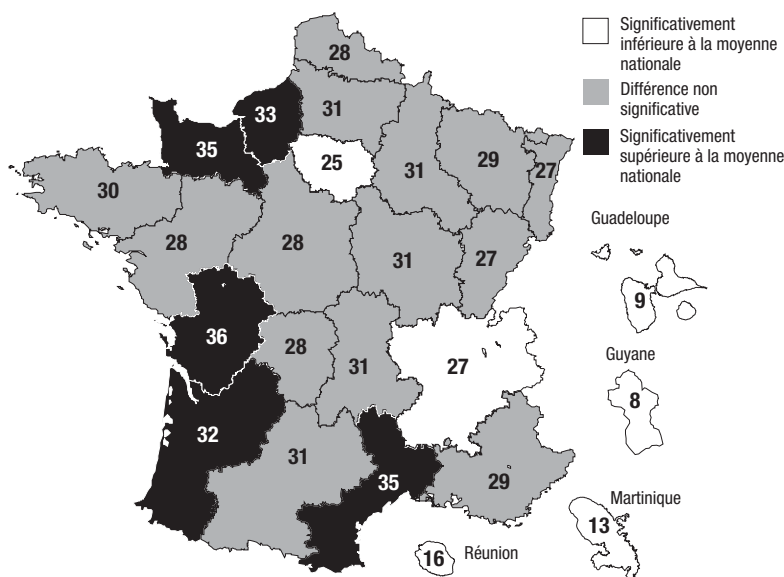 Significativement
inférieure à la moyenne
nationale
Différence non
significative
Significativement
supérieure à la moyenne
nationale
28
33
31
35
25
31
29
27
30
28
28
31
27
36
28
31
27
32
31
35
29
Guadeloupe
9
Guyane
8
Martinique
13
16 Réunion